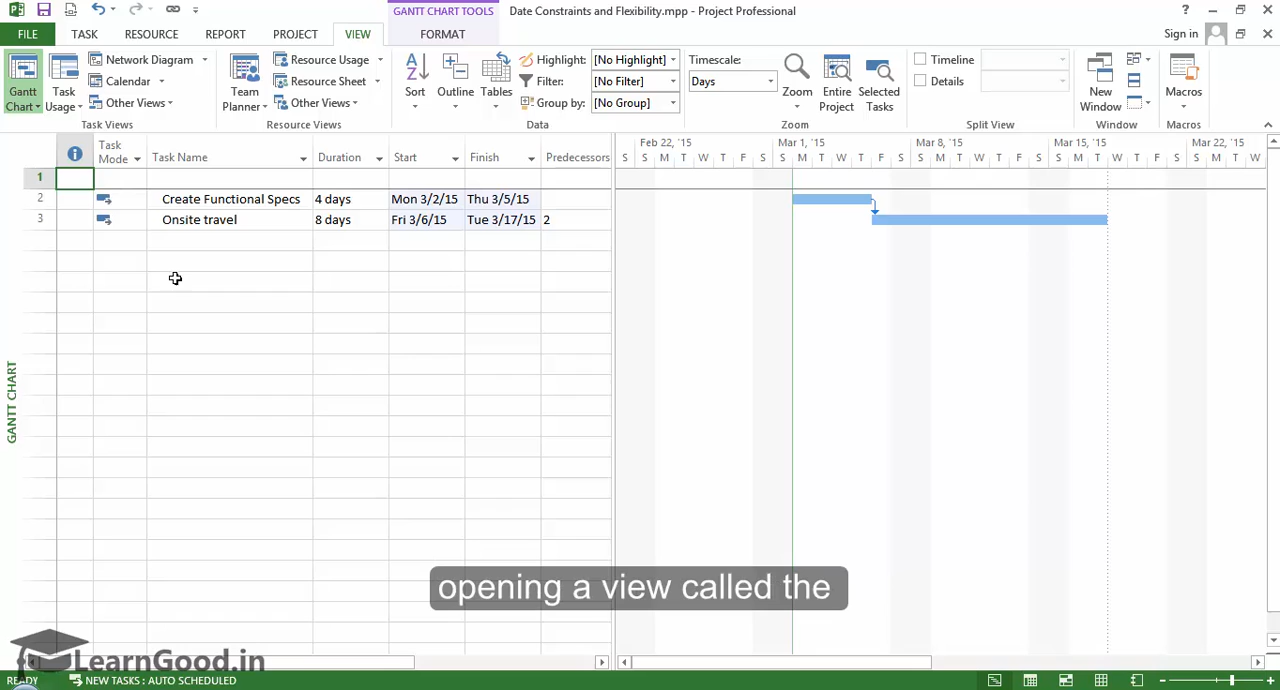 GANTT CHART TOOLS
Date Constraints and Flexibility.mpp - Project Professional
FILE TASK RESOURCE REPORT PROJECT VIEW FORMAT
Sign in
Gantt Chart
Task Usage
Network Diagram
Calendar
Other Views
Task Views
Team Planner
Resource Usage
Resource Sheet
Other Views
Resource Views
Sort
Outline
Tables
Highlight: [No Highlight]
Filter: [No Filter]
Group by: [No Group]
Data
Timescale:
Days
Zoom
Entire Project
Selected Tasks
Zoom
Timeline
Details
Split View
New Window
Window
Macros
Macros
Task Mode Task Name Duration Start Finish Predecessors
1
2 Create Functional Specs 4 days Mon 3/2/15 Thu 3/5/15
3 Onsite travel 8 days Fri 3/6/15 Tue 3/17/15 2
Feb 22, '15 Mar 1, '15 Mar 8, '15 Mar 15, '15 Mar 22, '15
S S M T W T F S S M T W T F S S M T W T F S S M T W T F S S M T W
GANTT CHART
opening a view called the
LearnGood.in
READY NEW TASKS : AUTO SCHEDULED